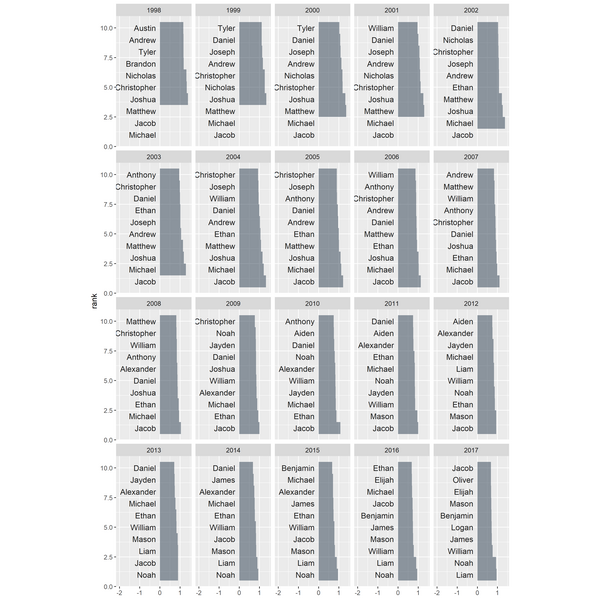 1998
1999
2000
2001
2002
10.0
7.5
5.0
2.5
0.0
Austin
Andrew
Tyler
Brandon
Nicholas
Christopher
Joshua
Matthew
Jacob
Michael
Tyler
Daniel
Joseph
Andrew
Christopher
Nicholas
Joshua
Matthew
Jacob
Michael
Tyler
Daniel
Joseph
Andrew
Nicholas
Christopher
Joshua
Matthew
Michael
Jacob
William
Daniel
Joseph
Andrew
Nicholas
Christopher
Joshua
Matthew
Michael
Jacob
Daniel
Nicholas
Christopher
Joseph
Andrew
Ethan
Matthew
Joshua
Michael
Jacob
2003
2004
2005
2006
2007
10.0
7.5
5.0
2.5
0.0
Anthony
Christopher
Daniel
Ethan
Joseph
Andrew
Matthew
Joshua
Michael
Jacob
Christopher
Joseph
William
Daniel
Andrew
Ethan
Matthew
Joshua
Michael
Jacob
Christopher
Joseph
Anthony
Daniel
Andrew
Ethan
Matthew
Joshua
Michael
Jacob
William
Anthony
Christopher
Andrew
Daniel
Matthew
Ethan
Joshua
Michael
Jacob
Andrew
Matthew
William
Anthony
Christopher
Daniel
Joshua
Ethan
Michael
Jacob
rank
2008
2009
2010
2011
2012
10.0
7.5
5.0
2.5
0.0
Matthew
Christopher
William
Anthony
Alexander
Daniel
Joshua
Ethan
Michael
Jacob
Christopher
Noah
Jayden
Daniel
Joshua
William
Alexander
Michael
Ethan
Jacob
Anthony
Aiden
Daniel
Noah
Alexander
William
Jayden
Michael
Ethan
Jacob
Daniel
Aiden
Alexander
Ethan
Michael
Noah
Jayden
William
Mason
Jacob
Aiden
Alexander
Jayden
Michael
Liam
William
Noah
Ethan
Mason
Jacob
2013
2014
2015
2016
2017
10.0
7.5
5.0
2.5
0.0
Daniel
Jayden
Alexander
Michael
Ethan
William
Mason
Liam
Jacob
Noah
Daniel
James
Alexander
Michael
Ethan
William
Jacob
Mason
Liam
Noah
Benjamin
Michael
Alexander
James
Ethan
William
Jacob
Mason
Liam
Noah
Ethan
Elijah
Michael
Jacob
Benjamin
James
Mason
William
Liam
Noah
Jacob
Oliver
Elijah
Mason
Benjamin
Logan
James
William
Noah
Liam
-2 -1 0 1
-2 -1 0 1
-2 -1 0 1
-2 -1 0 1
-2 -1 0 1